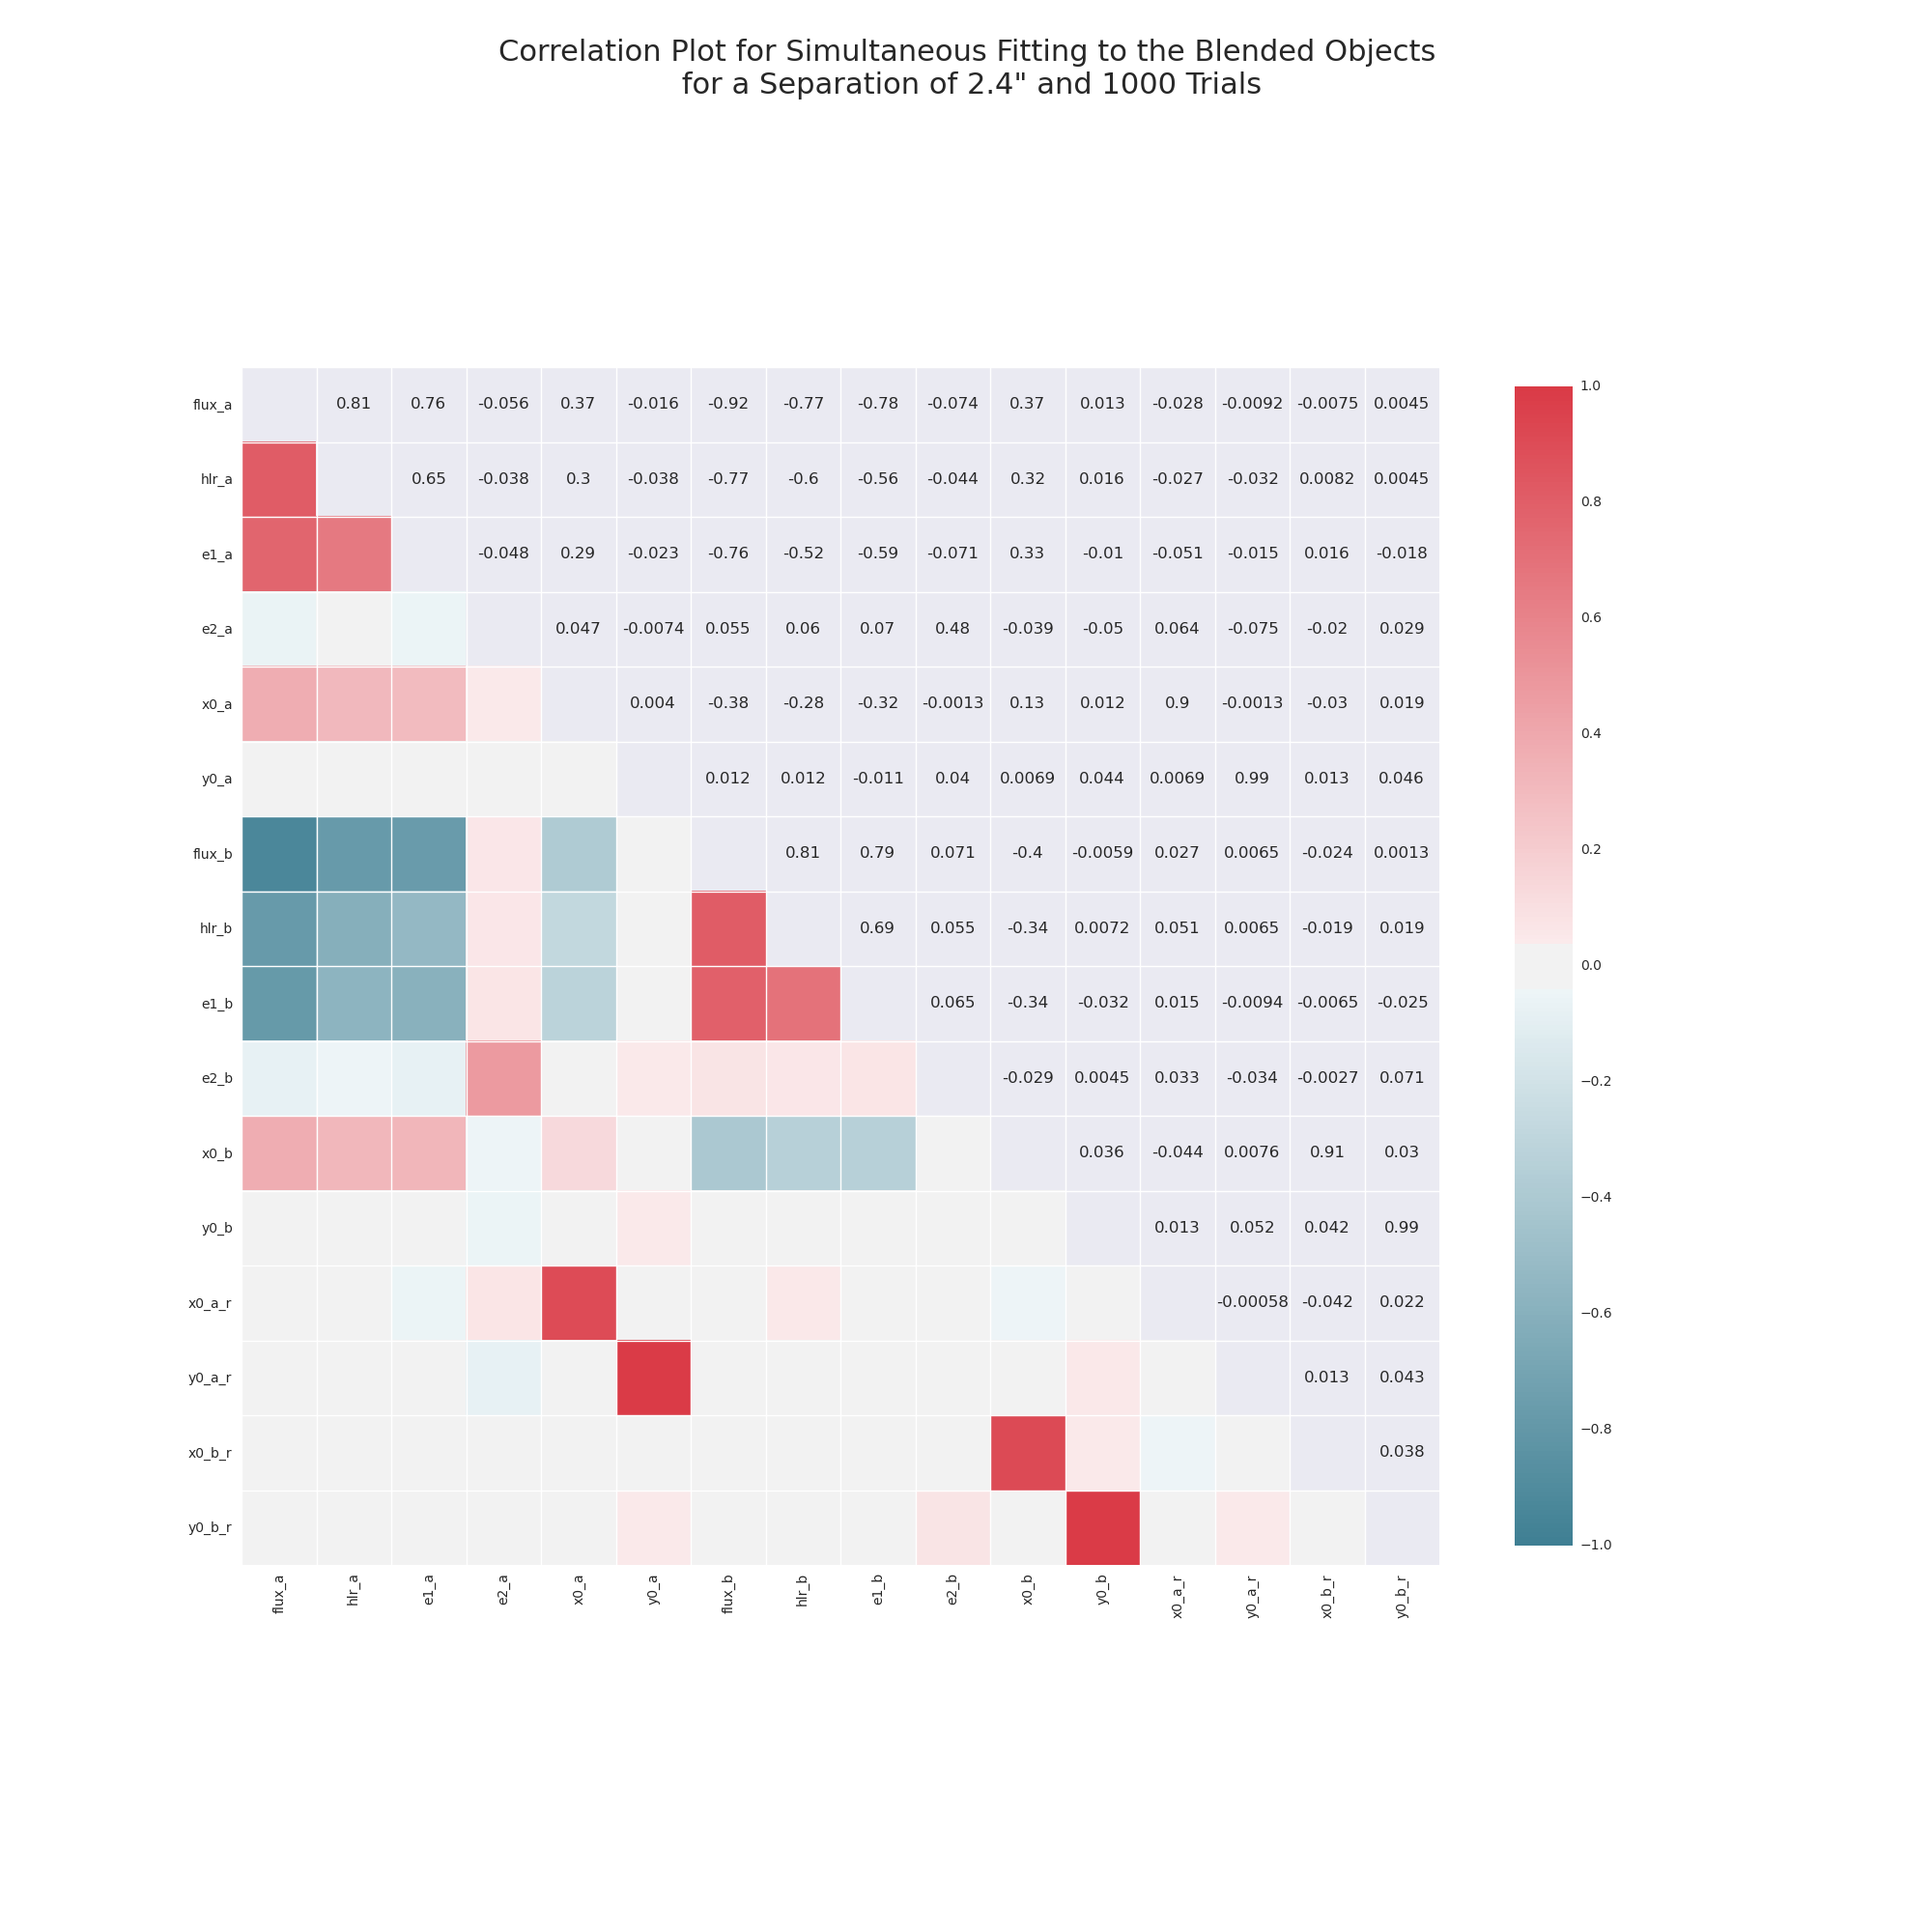 Correlation Plot for Simultaneous Fitting to the Blended Objects
for a Separation of 2.4" and 1000 Trials
flux_a 0.81 0.76 -0.056 0.37 -0.016 -0.92 -0.77 -0.78 -0.074 0.37 0.013 -0.028 -0.0092 -0.0075 0.0045
hlr_a 0.65 -0.038 0.3 -0.038 -0.77 -0.6 -0.56 -0.044 0.32 0.016 -0.027 -0.032 0.0082 0.0045
e1_a -0.048 0.29 -0.023 -0.76 -0.52 -0.59 -0.071 0.33 -0.01 -0.051 -0.015 0.016 -0.018
e2_a 0.047 -0.0074 0.055 0.06 0.07 0.48 -0.039 -0.05 0.064 -0.075 -0.02 0.029
x0_a 0.004 -0.38 -0.28 -0.32 -0.0013 0.13 0.012 0.9 -0.0013 -0.03 0.019
y0_a 0.012 0.012 -0.011 0.04 0.0069 0.044 0.0069 0.99 0.013 0.046
flux_b 0.81 0.79 0.071 -0.4 -0.0059 0.027 0.0065 -0.024 0.0013
hlr_b 0.69 0.055 -0.34 0.0072 0.051 0.0065 -0.019 0.019
e1_b 0.065 -0.34 -0.032 0.015 -0.0094 -0.0065 -0.025
e2_b -0.029 0.0045 0.033 -0.034 -0.0027 0.071
x0_b 0.036 -0.044 0.0076 0.91 0.03
y0_b 0.013 0.052 0.042 0.99
x0_a_r -0.00058 -0.042 0.022
y0_a_r 0.013 0.043
x0_b_r 0.038
y0_b_r
flux_a hlr_a e1_a e2_a x0_a y0_a flux_b hlr_b e1_b e2_b x0_b y0_b x0_a_r y0_a_r x0_b_r y0_b_r
1.0
0.8
0.6
0.4
0.2
0.0
−0.2
−0.4
−0.6
−0.8
−1.0